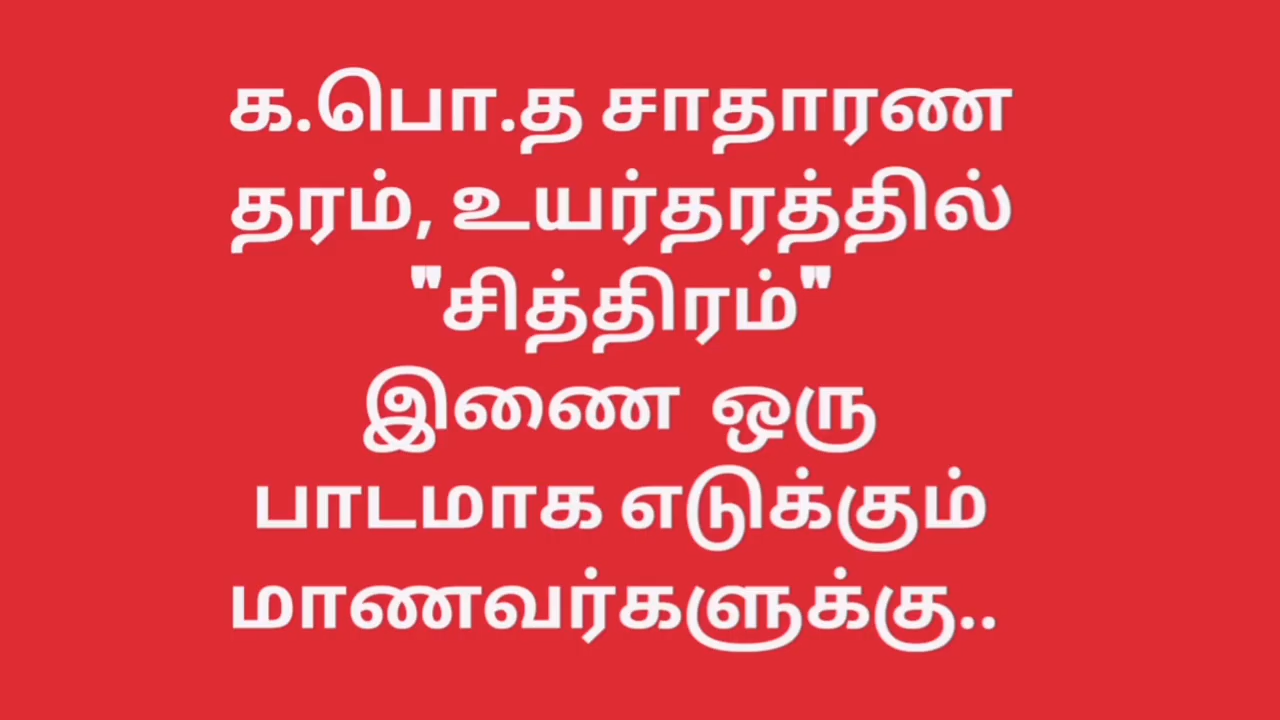 க.பொ.த சாதாரண
தரம், உயர்தரத்தில்
"சித்திரம்"
இணை ஒரு
பாடமாக எடுக்கும்
மாணவர்களுக்கு..